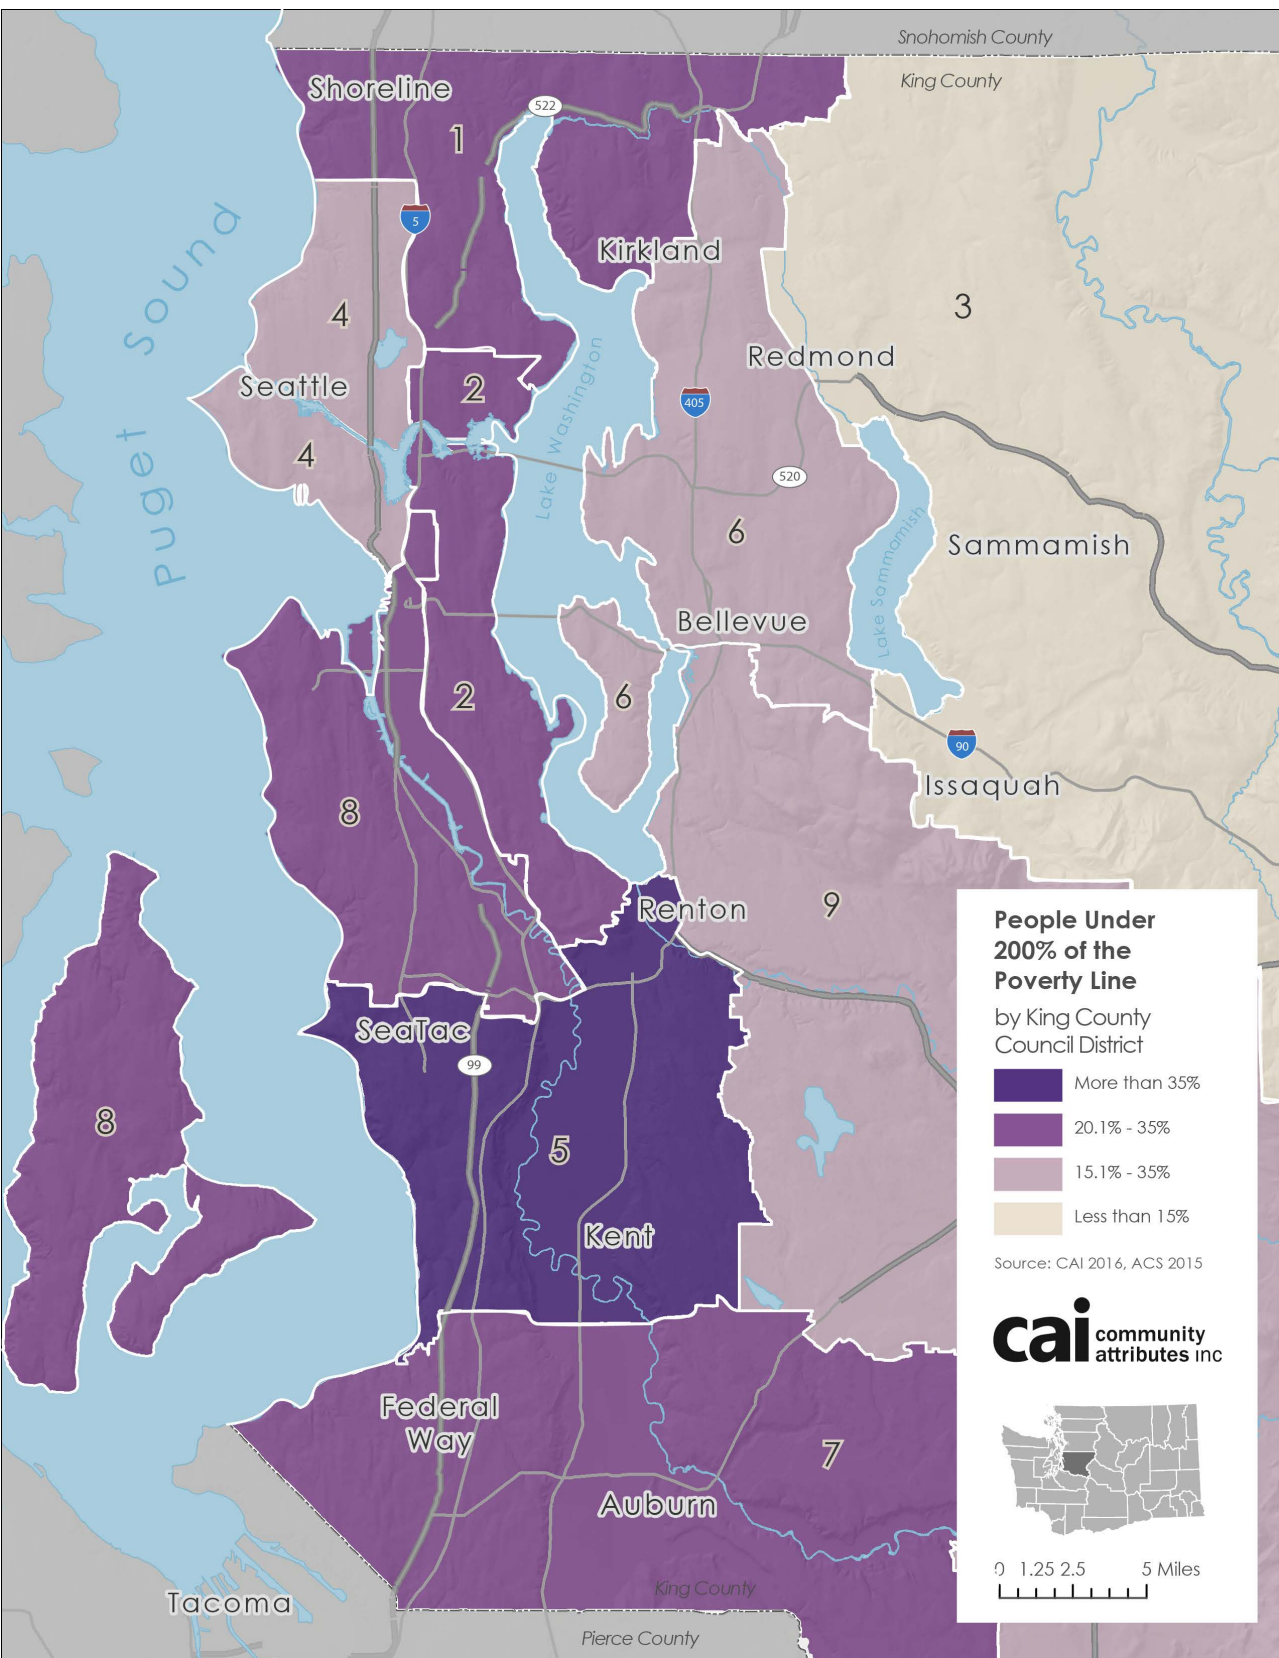 Snohomish County
King County
Shoreline
522
1
5
Puget Sound
Kirkland
4
3
Redmond
Seattle
2
Lake Washington
405
4
520
6
Lake Sammamish
Sammamish
Bellevue
2
6
90
Issaquah
8
Renton
9
SeaTac
99
8
5
Kent
Federal
Way
7
Auburn
King County
Tacoma
Pierce County
People Under
200% of the
Poverty Line
by King County
Council District
More than 35%
20.1% - 35%
15.1% - 35%
Less than 15%
Source: CAI 2016, ACS 2015
cai community
attributes inc
0 1.25 2.5 5 Miles